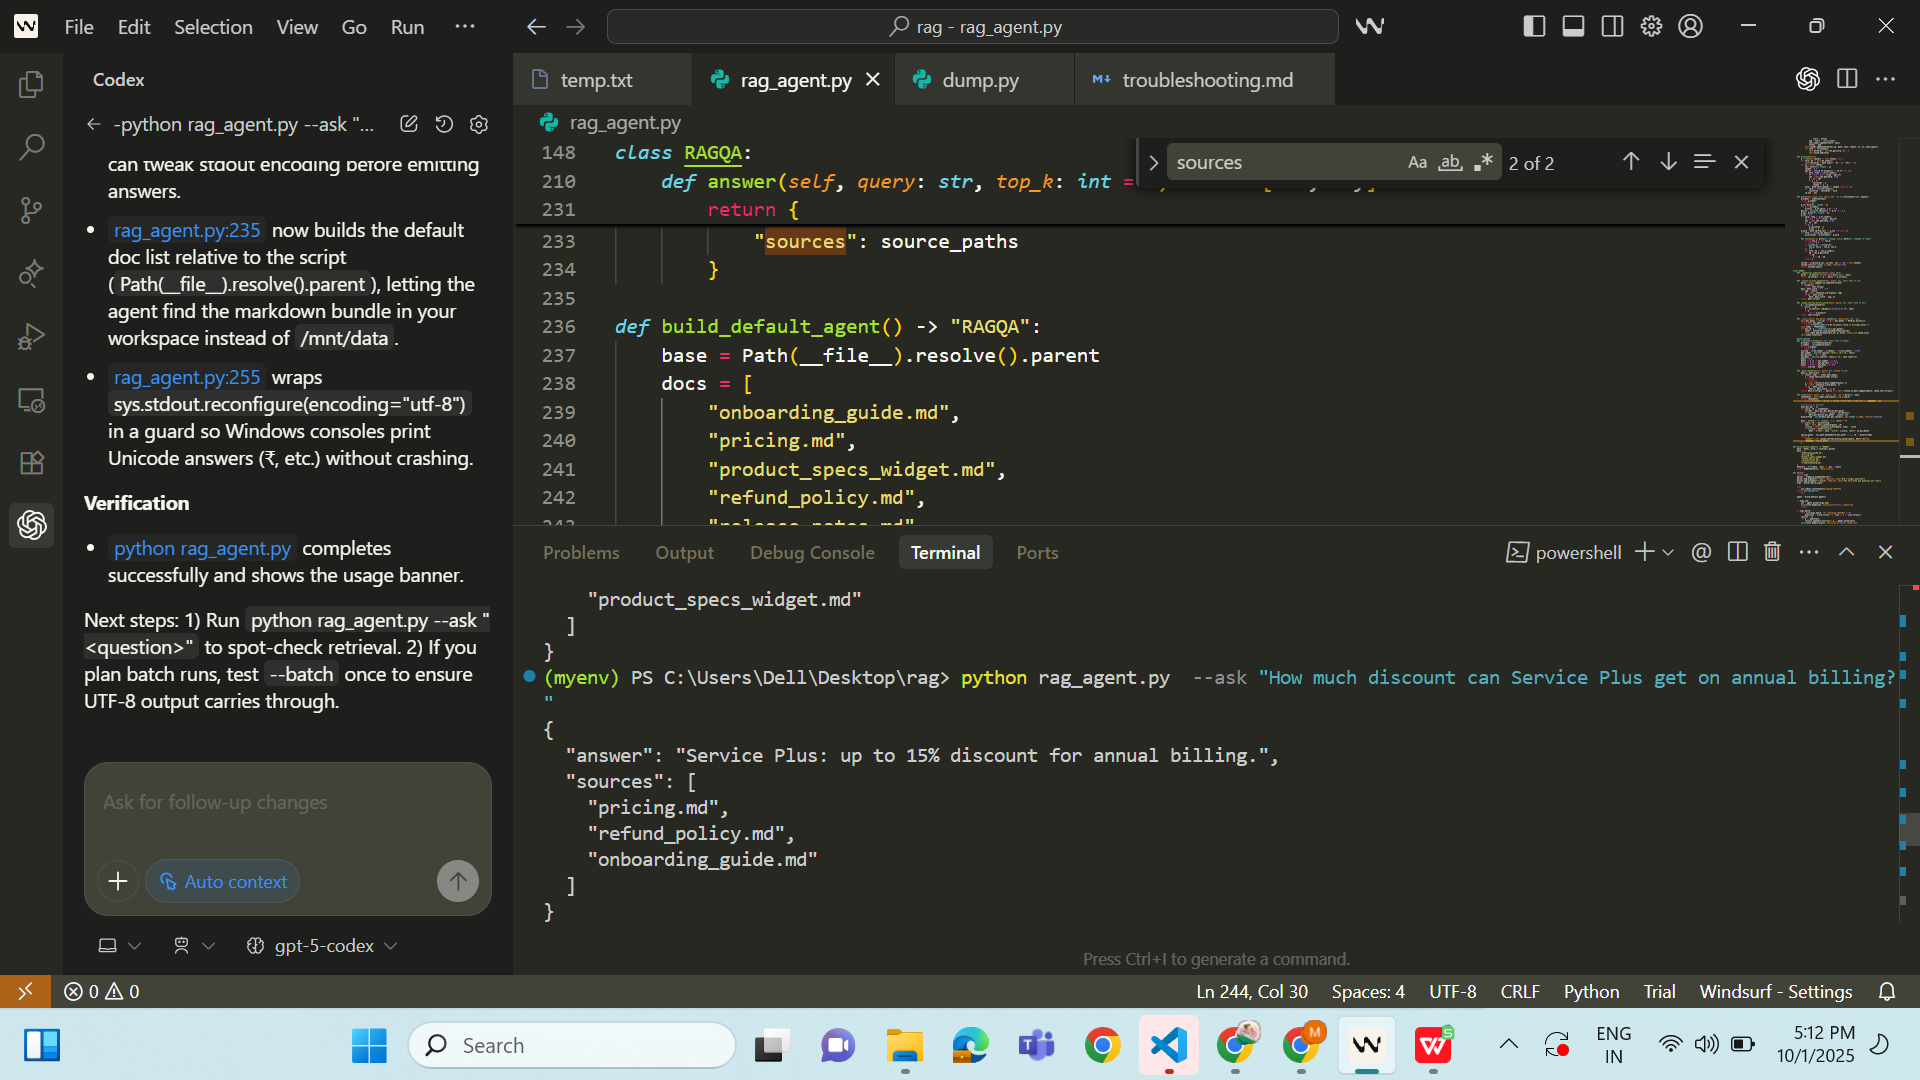 File Edit Selection View Go Run ···
rag - rag_agent.py
Codex
-python rag_agent.py --ask "...
can tweak stdout encoding before emitting
answers.
rag_agent.py:235 now builds the default
doc list relative to the script
( Path(__file__).resolve().parent ), letting the
agent find the markdown bundle in your
workspace instead of /mnt/data .
rag_agent.py:255 wraps
sys.stdout.reconfigure(encoding="utf-8")
in a guard so Windows consoles print
Unicode answers (₹, etc.) without crashing.
Verification
python rag_agent.py completes
successfully and shows the usage banner.
Next steps: 1) Run python rag_agent.py --ask "
<question>" to spot-check retrieval. 2) If you
plan batch runs, test --batch once to ensure
UTF-8 output carries through.
Ask for follow-up changes
Auto context
gpt-5-codex
temp.txt rag_agent.py dump.py troubleshooting.md
rag_agent.py
sources Aa ab 2 of 2
148 class RAGQA:
210 def answer(self, query: str, top_k: int =
231 return {
233 "sources": source_paths
234 }
235
236 def build_default_agent() -> "RAGQA":
237 base = Path(__file__).resolve().parent
238 docs = [
239 "onboarding_guide.md",
240 "pricing.md",
241 "product_specs_widget.md",
242 "refund_policy.md",
243 "release_notes.md"
Problems Output Debug Console Terminal Ports
powershell
"product_specs_widget.md"
]
}
(myenv) PS C:\Users\Dell\Desktop\rag> python rag_agent.py --ask "How much discount can Service Plus get on annual billing?
"
{
"answer": "Service Plus: up to 15% discount for annual billing.",
"sources": [
"pricing.md",
"refund_policy.md",
"onboarding_guide.md"
]
}
Press Ctrl+I to generate a command.
0 0
Ln 244, Col 30 Spaces: 4 UTF-8 CRLF Python Trial Windsurf - Settings
Search
ENG
IN
5:12 PM
10/1/2025